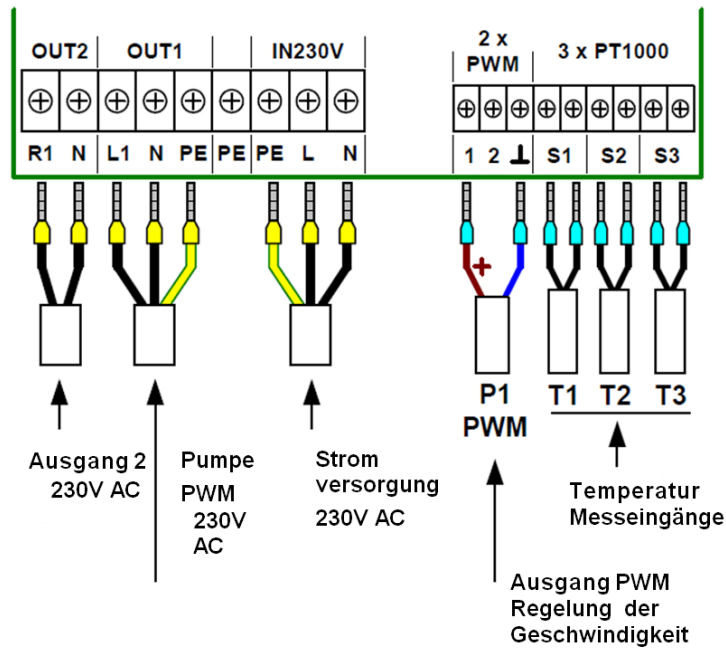 OUT2 OUT1 IN230V
2 x
PWM
3 x PT1000
R1 N L1 N PE PE PE L N
1 2 ⊥ S1 S2 S3
+
P1
PWM
T1 T2 T3
Ausgang 2
230V AC
Pumpe
PWM
230V
AC
Strom
versorgung
230V AC
Temperatur
Messeingänge
Ausgang PWM
Regelung der
Geschwindigkeit